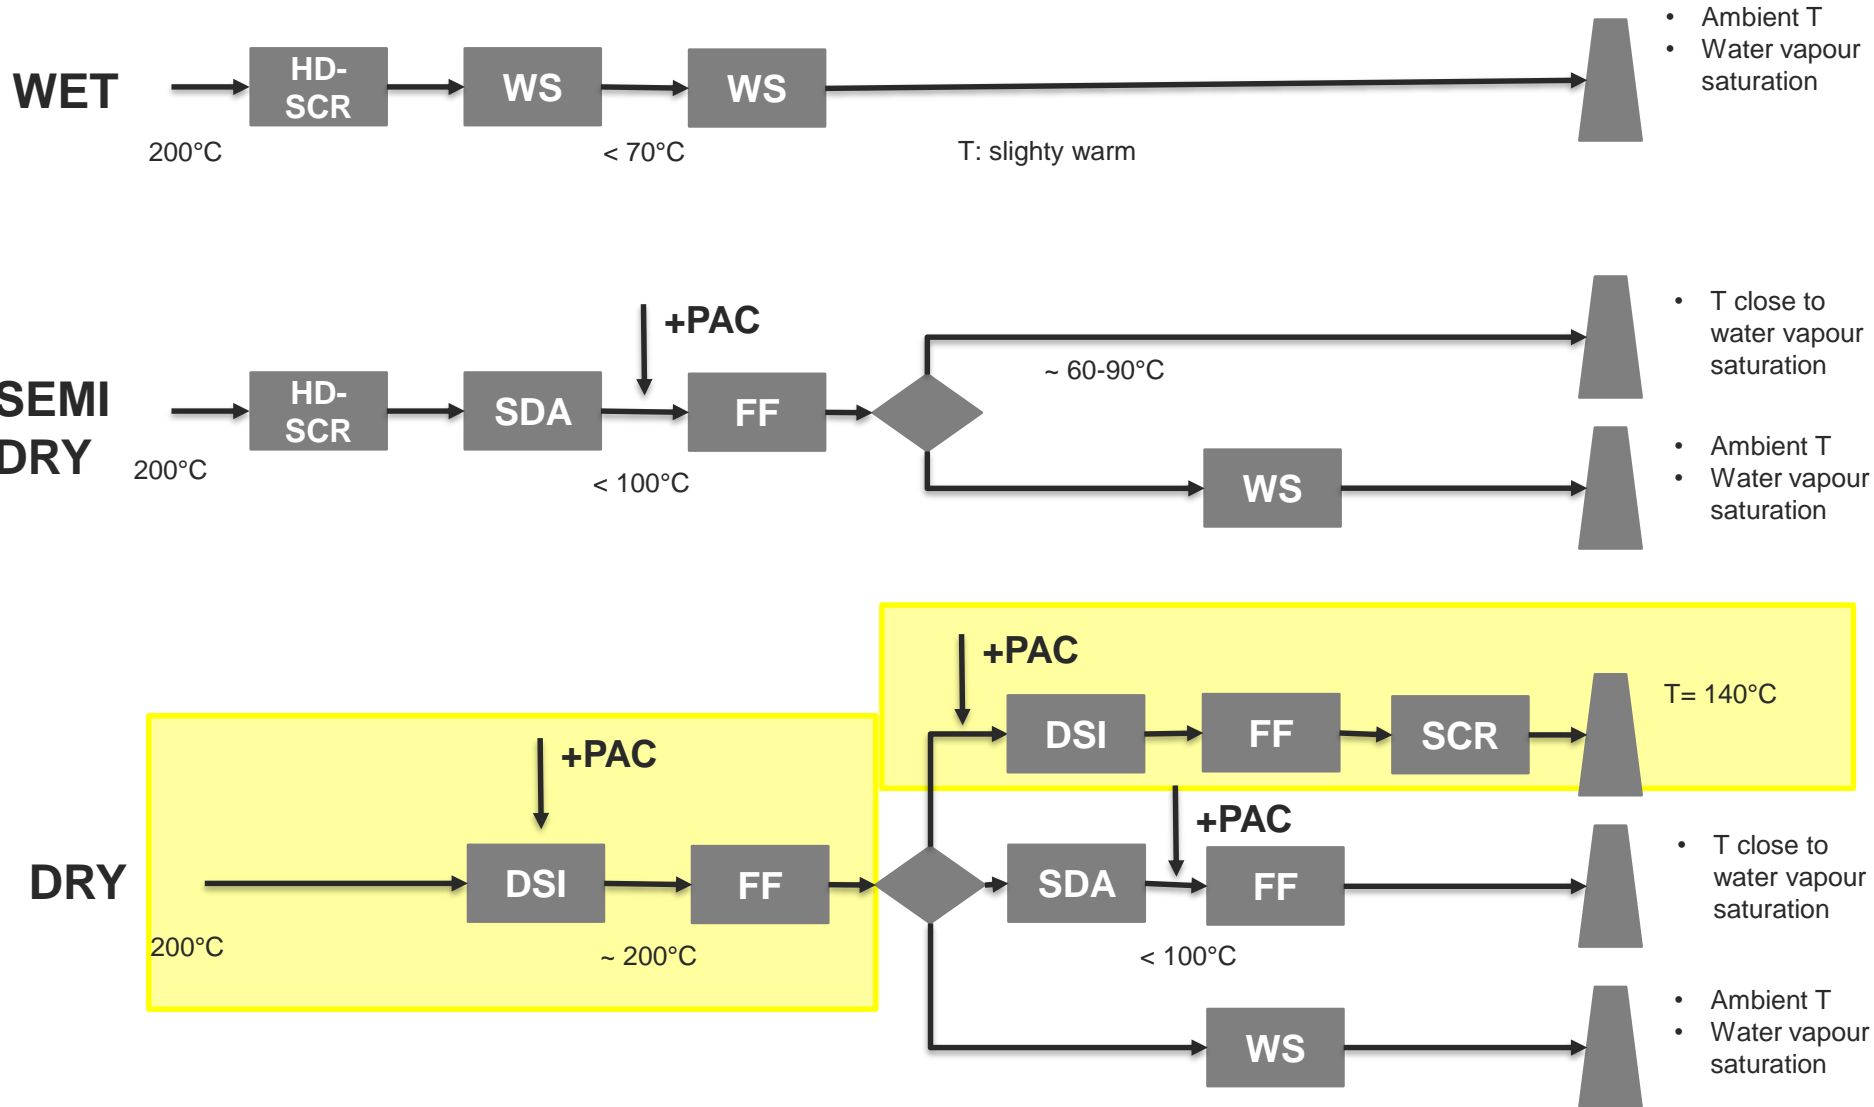 WET
HD-
SCR
WS
WS
200°C
< 70°C
T: slighty warm
• Ambient T
• Water vapour
saturation
SEMI
DRY
HD-
SCR
SDA
+PAC
FF
200°C
< 100°C
~ 60-90°C
• T close to
water vapour
saturation
WS
• Ambient T
• Water vapour
saturation
DRY
200°C
+PAC
DSI
~ 200°C
FF
+PAC
DSI
FF
SCR
T= 140°C
SDA
+PAC
FF
< 100°C
• T close to
water vapour
saturation
WS
• Ambient T
• Water vapour
saturation